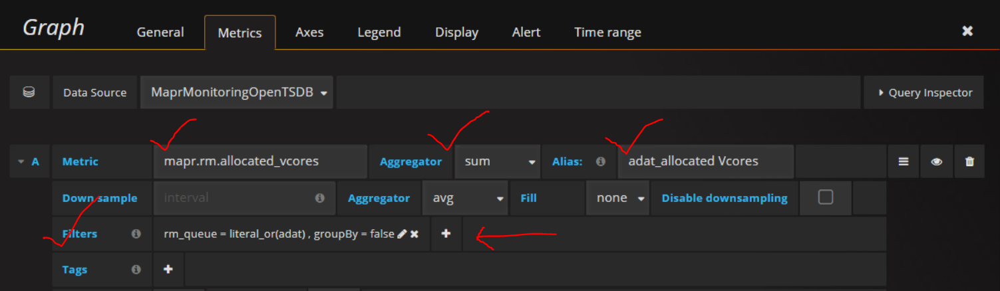 Graph General Metrics Axes Legend Display Alert Time range
Data Source MaprMonitoringOpenTSDB Query Inspector
A Metric mapr.rm.allocated_vcores Aggregator sum Alias: adat_allocated Vcores
Down sample interval Aggregator avg Fill none Disable downsampling
Filters rm_queue = literal_or(adat) , groupBy = false
Tags